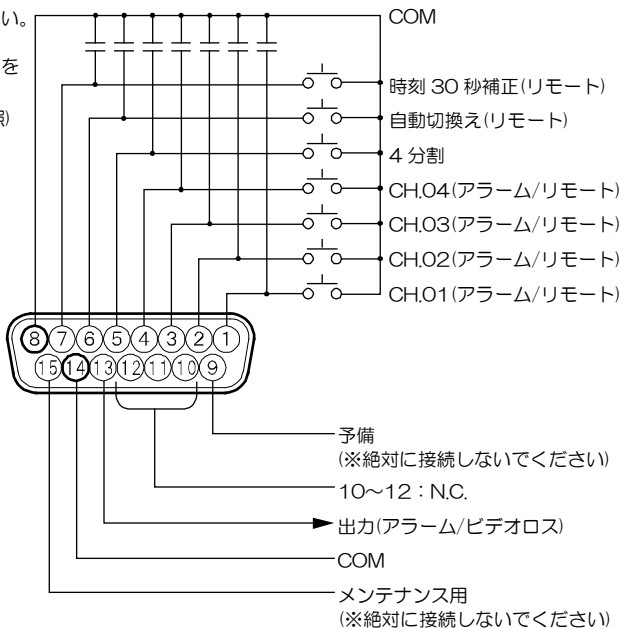 い。
を
照)
COM
時刻 30 秒補正(リモート)
自動切換え(リモート)
4 分割
CH.04(アラーム/リモート)
CH.03(アラーム/リモート)
CH.02(アラーム/リモート)
CH.01(アラーム/リモート)
8 7 6 5 4 3 2 1
15 14 13 12 11 10 9
予備
(※絶対に接続しないでください)
10〜12:N.C.
出力(アラーム/ビデオロス)
COM
メンテナンス用
(※絶対に接続しないでください)